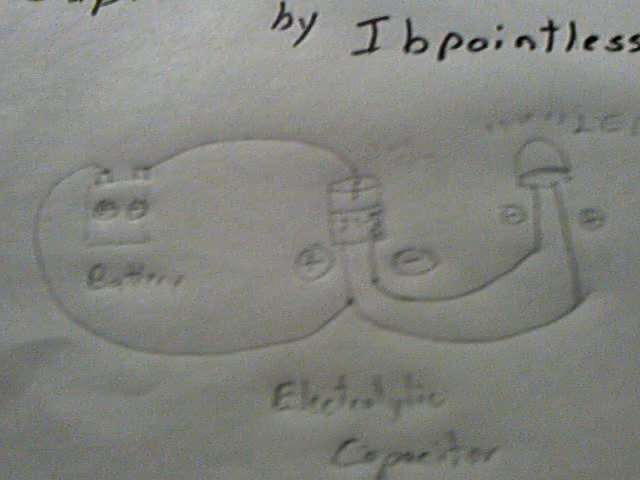 by Ibpointless
LED
Battery
+
-
-
+
Electrolytic
Capacitor